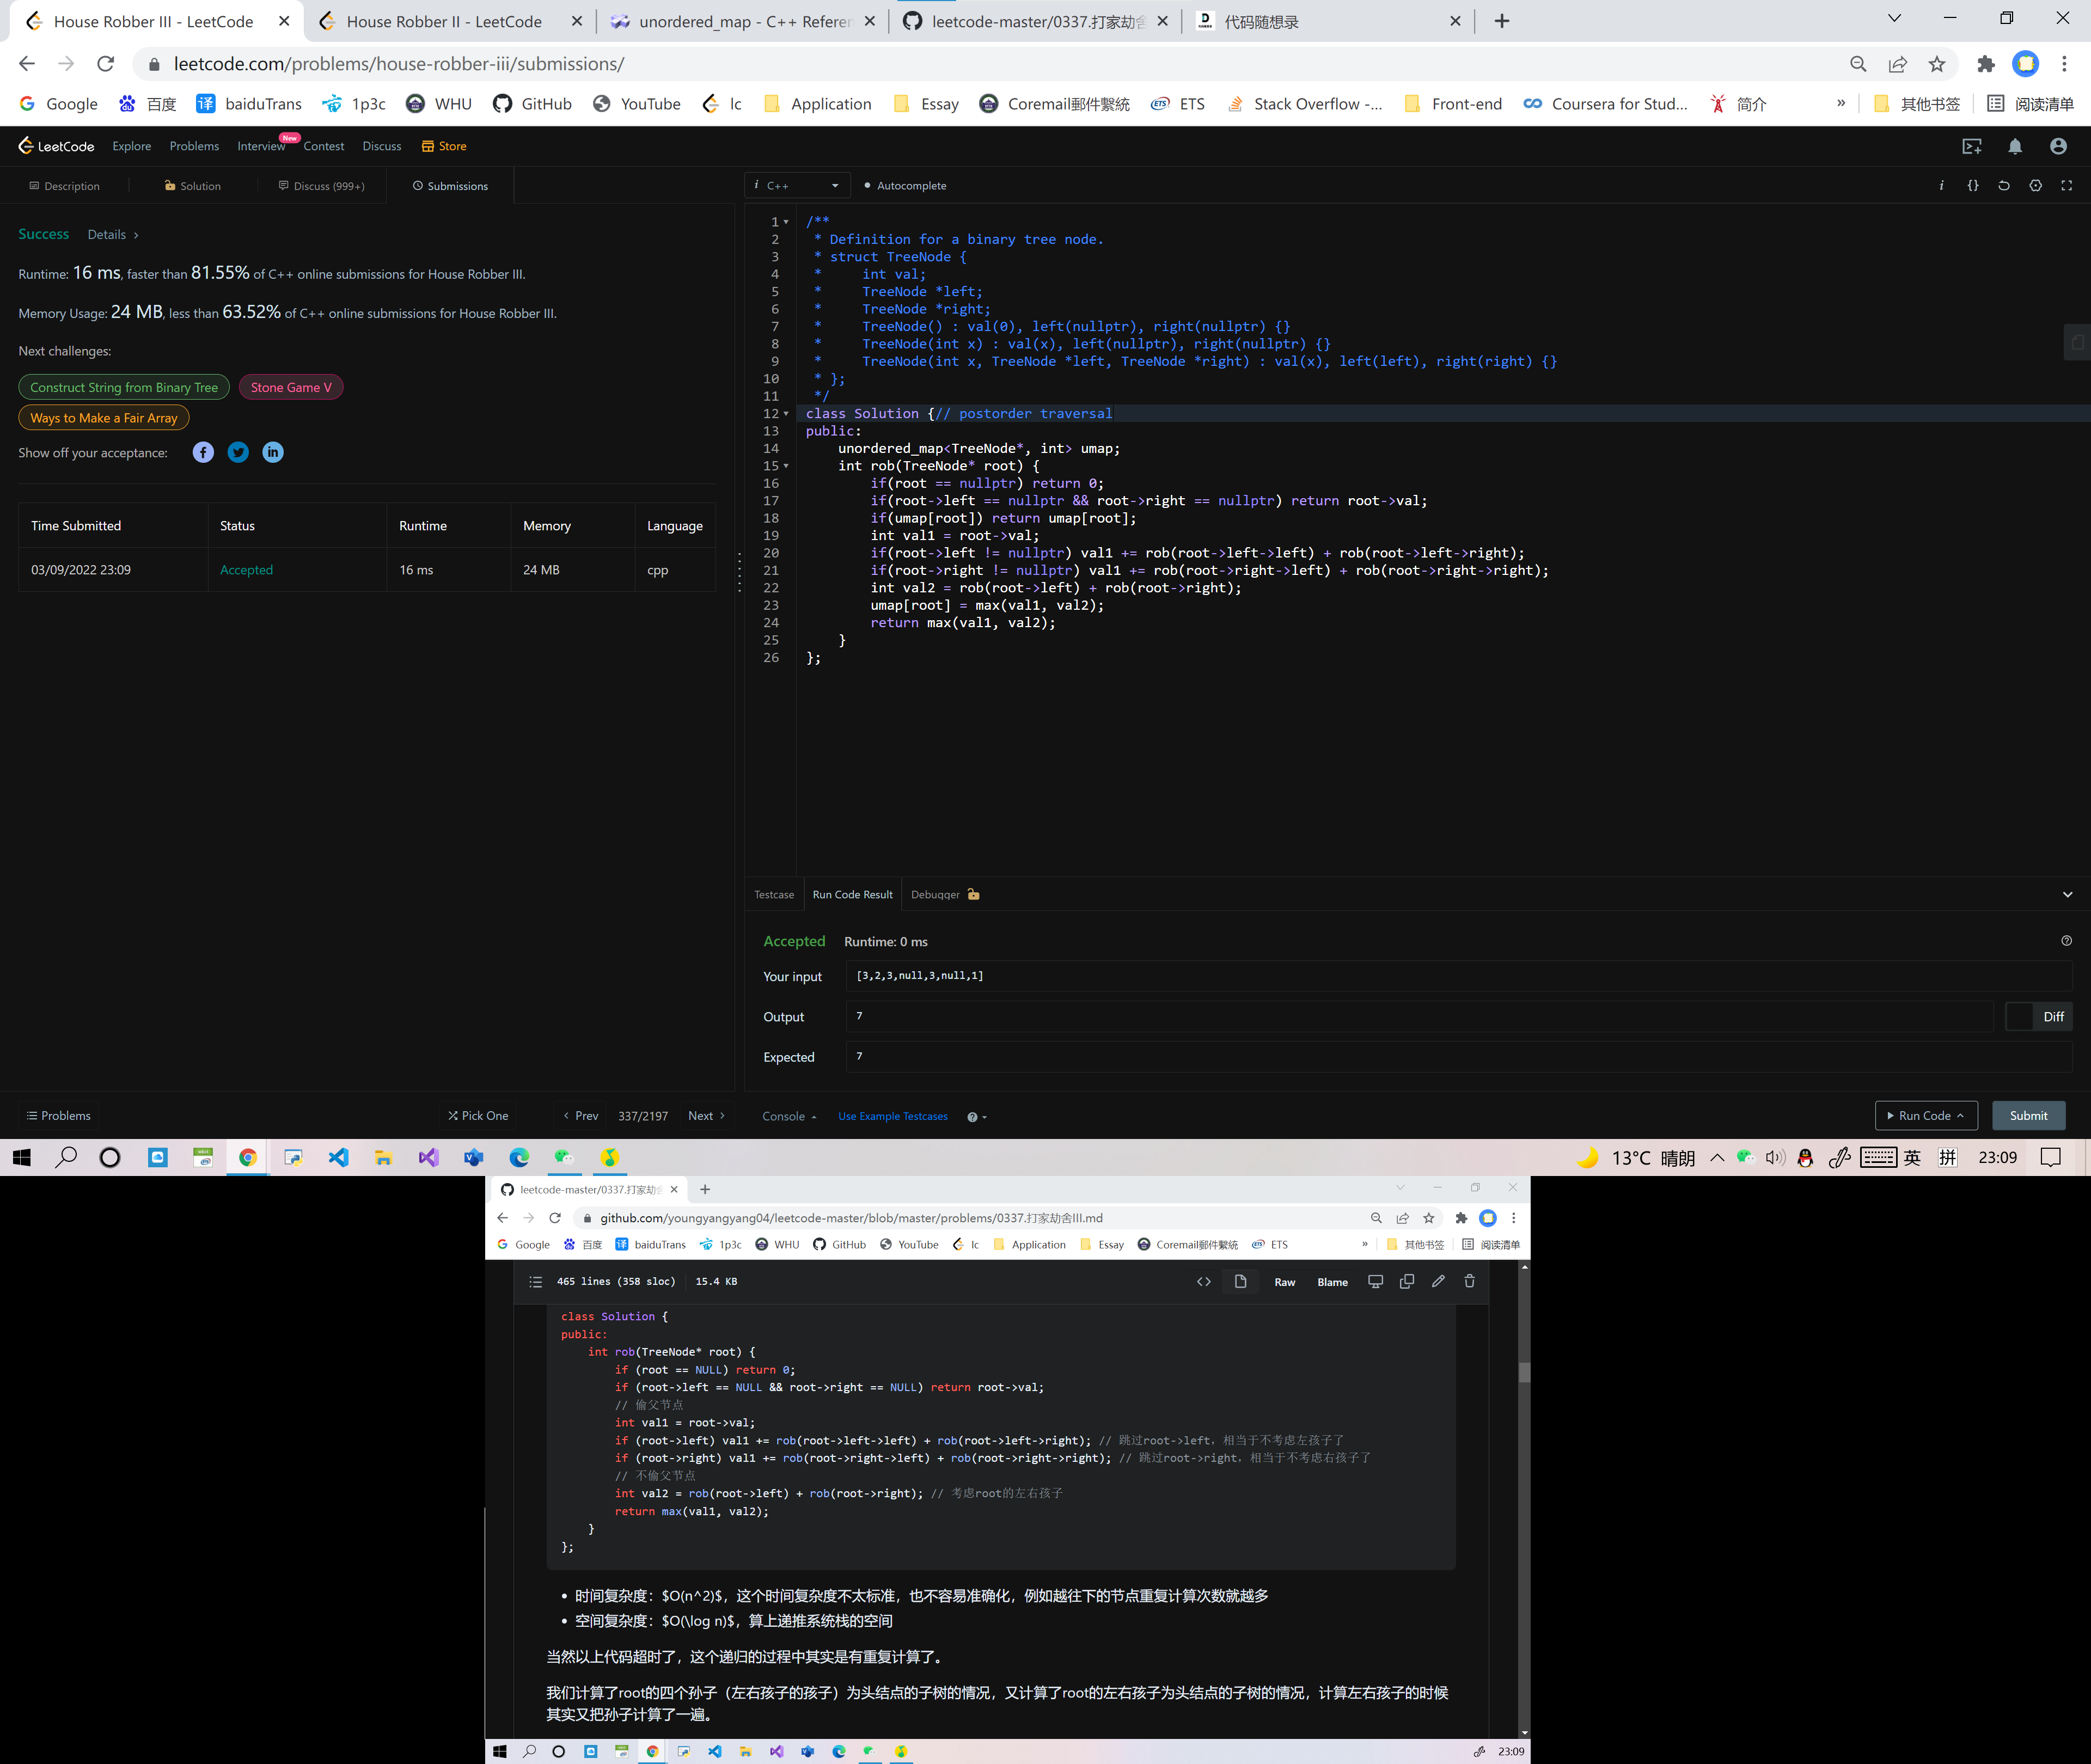 House Robber III - LeetCode
House Robber II - LeetCode
unordered_map - C++ Referen
leetcode-master/0337.打家劫舍
代码随想录
leetcode.com/problems/house-robber-iii/submissions/
Google 百度 baiduTrans 1p3c WHU GitHub YouTube lc Application Essay Coremail郵件繫統 ETS Stack Overflow -... Front-end Coursera for Stud... 简介 » 其他书签 阅读清单
LeetCode Explore Problems Interview New Contest Discuss Store
Description Solution Discuss (999+) Submissions
i C++ Autocomplete
Success Details >
Runtime: 16 ms, faster than 81.55% of C++ online submissions for House Robber III.
Memory Usage: 24 MB, less than 63.52% of C++ online submissions for House Robber III.
Next challenges:
Construct String from Binary Tree Stone Game V
Ways to Make a Fair Array
Show off your acceptance:
Time Submitted Status Runtime Memory Language
03/09/2022 23:09 Accepted 16 ms 24 MB cpp
1 /**
2  * Definition for a binary tree node.
3  * struct TreeNode {
4  *     int val;
5  *     TreeNode *left;
6  *     TreeNode *right;
7  *     TreeNode() : val(0), left(nullptr), right(nullptr) {}
8  *     TreeNode(int x) : val(x), left(nullptr), right(nullptr) {}
9  *     TreeNode(int x, TreeNode *left, TreeNode *right) : val(x), left(left), right(right) {}
10  * };
11  */
12 class Solution {// postorder traversal
13 public:
14     unordered_map<TreeNode*, int> umap;
15     int rob(TreeNode* root) {
16         if(root == nullptr) return 0;
17         if(root->left == nullptr && root->right == nullptr) return root->val;
18         if(umap[root]) return umap[root];
19         int val1 = root->val;
20         if(root->left != nullptr) val1 += rob(root->left->left) + rob(root->left->right);
21         if(root->right != nullptr) val1 += rob(root->right->left) + rob(root->right->right);
22         int val2 = rob(root->left) + rob(root->right);
23         umap[root] = max(val1, val2);
24         return max(val1, val2);
25     }
26 };
Testcase Run Code Result Debugger
Accepted Runtime: 0 ms
Your input [3,2,3,null,3,null,1]
Output 7 Diff
Expected 7
Problems Pick One < Prev 337/2197 Next > Console Use Example Testcases Run Code Submit
13°C 晴朗 英 拼 23:09
leetcode-master/0337.打家劫舍
github.com/youngyangyang04/leetcode-master/blob/master/problems/0337.打家劫舍III.md
Google 百度 baiduTrans 1p3c WHU GitHub YouTube lc Application Essay Coremail郵件繫統 ETS » 其他书签 阅读清单
465 lines (358 sloc) 15.4 KB <> Raw Blame
class Solution {
public:
    int rob(TreeNode* root) {
        if (root == NULL) return 0;
        if (root->left == NULL && root->right == NULL) return root->val;
        // 偷父节点
        int val1 = root->val;
        if (root->left) val1 += rob(root->left->left) + rob(root->left->right); // 跳过root->left，相当于不考虑左孩子了
        if (root->right) val1 += rob(root->right->left) + rob(root->right->right); // 跳过root->right，相当于不考虑右孩子了
        // 不偷父节点
        int val2 = rob(root->left) + rob(root->right); // 考虑root的左右孩子
        return max(val1, val2);
    }
};
• 时间复杂度：$O(n^2)$，这个时间复杂度不太标准，也不容易准确化，例如越往下的节点重复计算次数就越多
• 空间复杂度：$O(\log n)$，算上递推系统栈的空间
当然以上代码超时了，这个递归的过程中其实是有重复计算了。
我们计算了root的四个孙子（左右孩子的孩子）为头结点的子树的情况，又计算了root的左右孩子为头结点的子树的情况，计算左右孩子的时候
其实又把孙子计算了一遍。
23:09